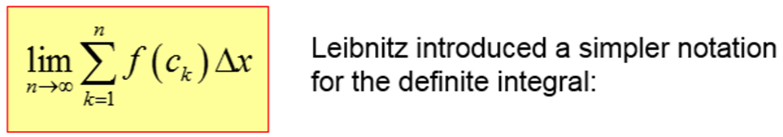 lim_{n→∞} ∑_{k=1}^{n} f(c_k)Δx
Leibnitz introduced a simpler notation
for the definite integral: